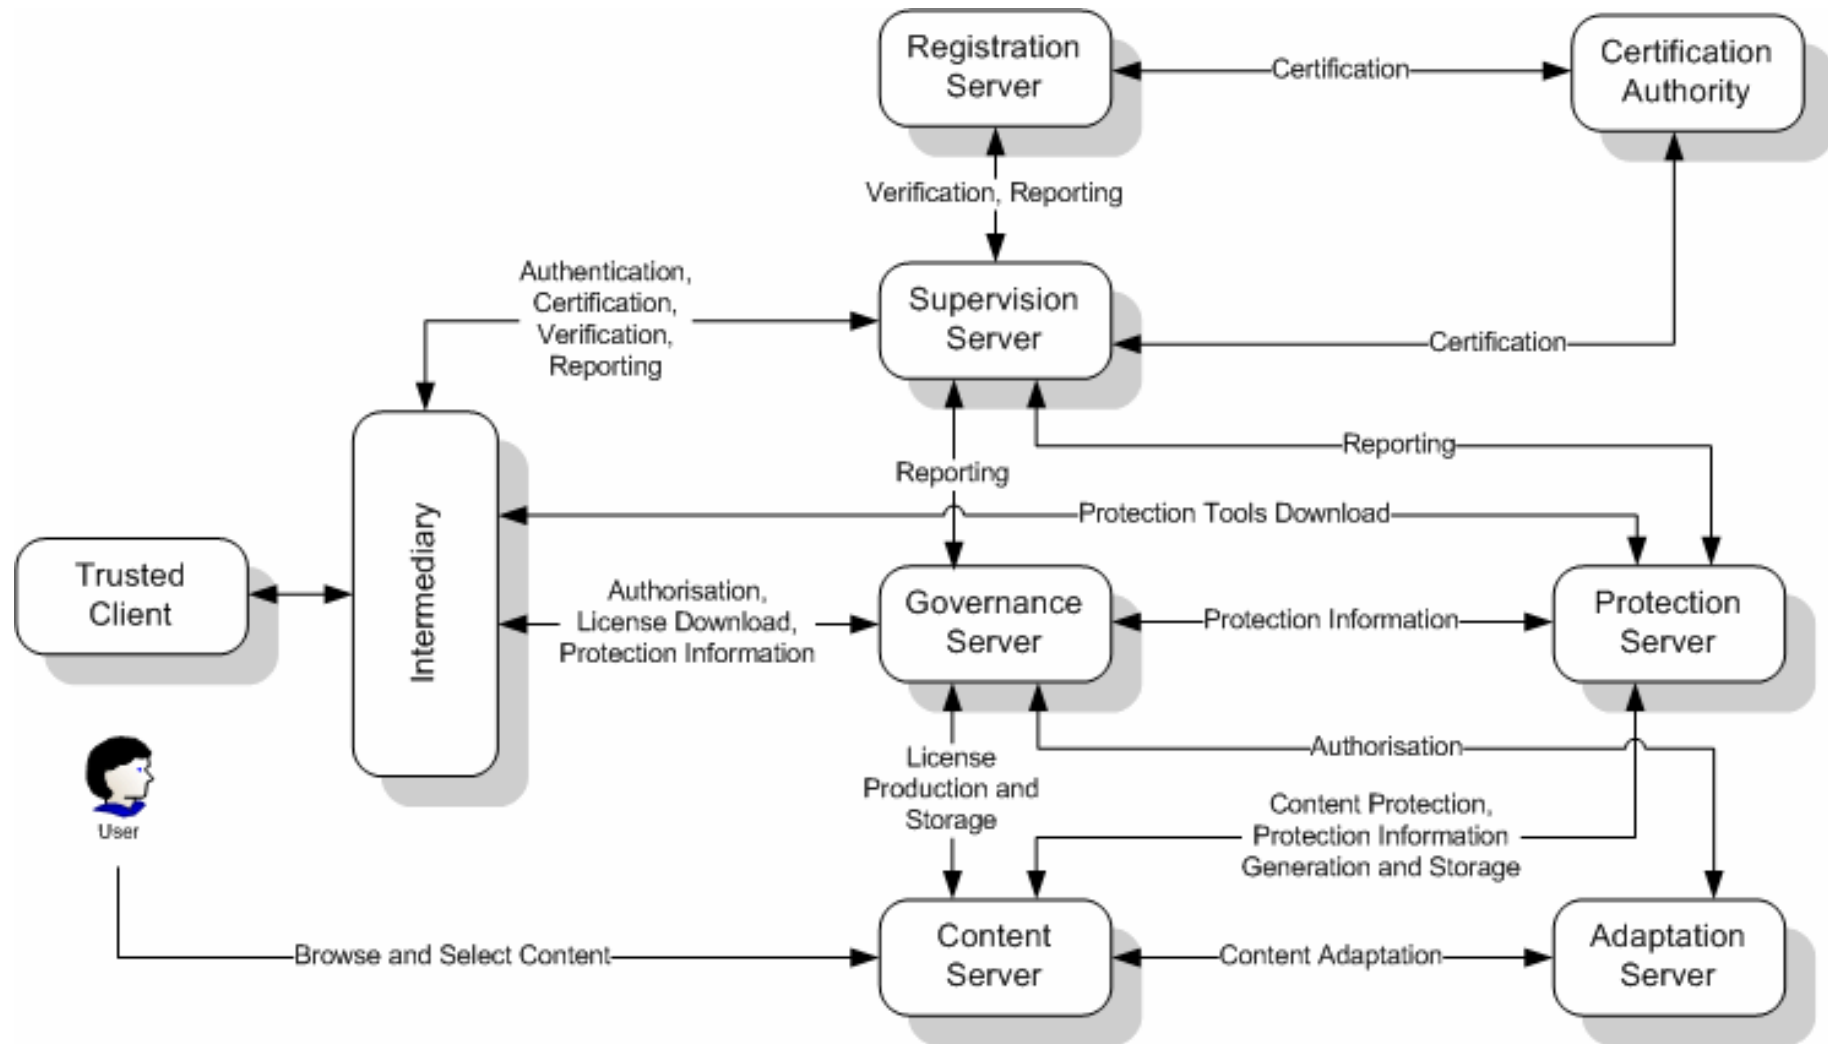 Registration
Server
Certification
Certification
Authority
Verification, Reporting
Authentication,
Certification,
Verification,
Reporting
Supervision
Server
Certification
Reporting
Reporting
Protection Tools Download
Intermediary
Trusted
Client
Authorisation,
License Download,
Protection Information
Governance
Server
Protection Information
Protection
Server
User
License
Production and
Storage
Authorisation
Content Protection,
Protection Information
Generation and Storage
Browse and Select Content
Content
Server
Content Adaptation
Adaptation
Server